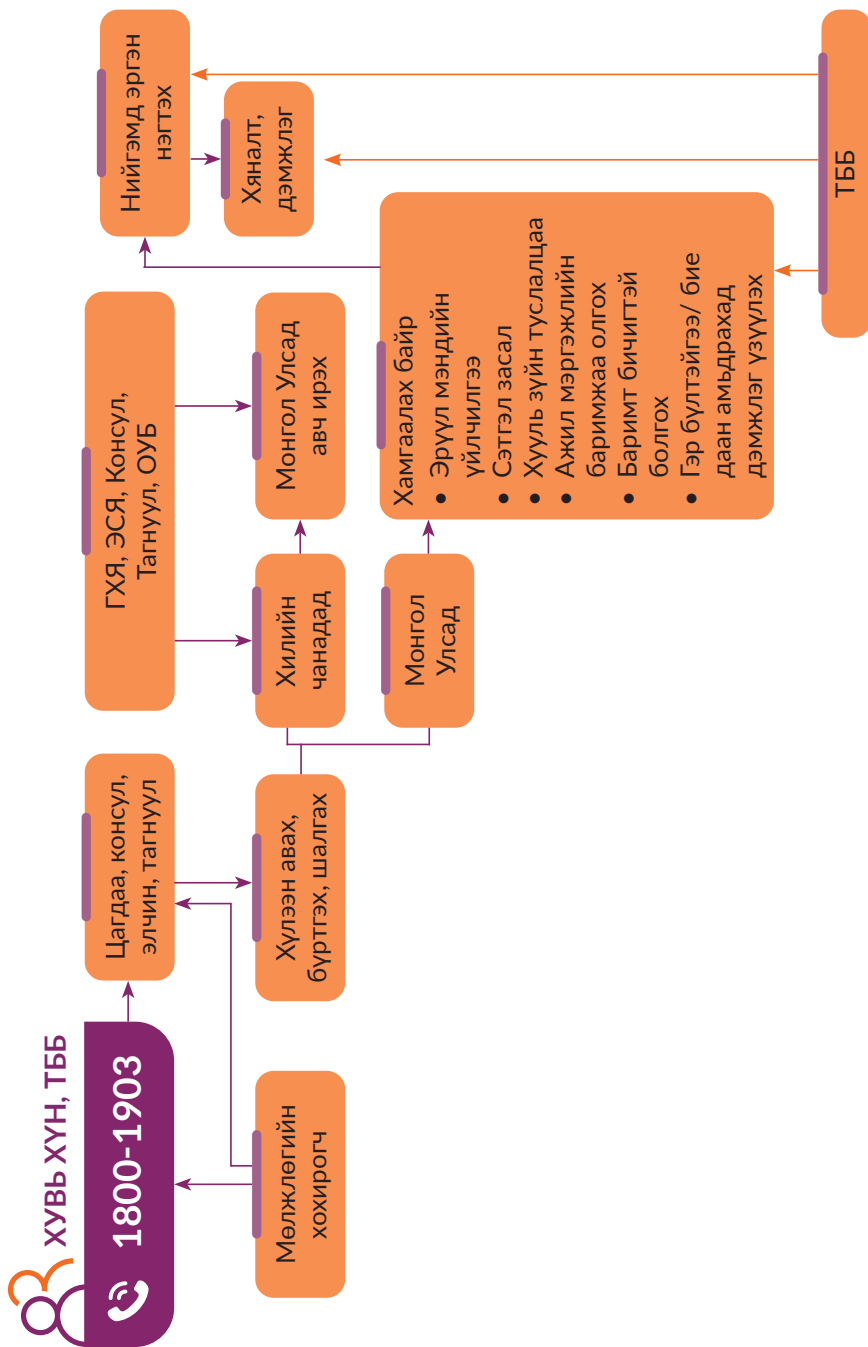 ХУВЬ ХҮН, ТББ
1800-1903
Мөлжлөгийн
хохирогч
Цагдаа, консул,
элчин, тагнуул
Хүлээн авах,
бүртгэх, шалгах
ГХЯ, ЭСЯ, Консул,
Тагнуул, ОУБ
Хилийн
чанадад
Монгол Улсад
авч ирэх
Монгол
Улсад
Хамгаалах байр
• Эрүүл мэндийн
үйлчилгээ
• Сэтгэл засал
• Хууль зүйн туслалцаа
• Ажил мэргэжлийн
баримжаа олгох
• Баримт бичигтэй
болгох
• Гэр бүлтэйгээ/ бие
даан амьдрахад
дэмжлэг үзүүлэх
Нийгэмд эргэн
нэгтэх
Хяналт,
дэмжлэг
ТББ